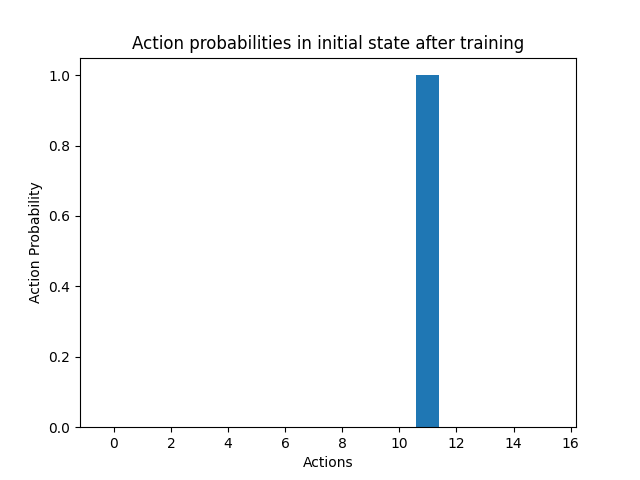 Action probabilities in initial state after training
1.0
0.8
0.6
0.4
0.2
0.0
Action Probability
0 2 4 6 8 10 12 14 16
Actions